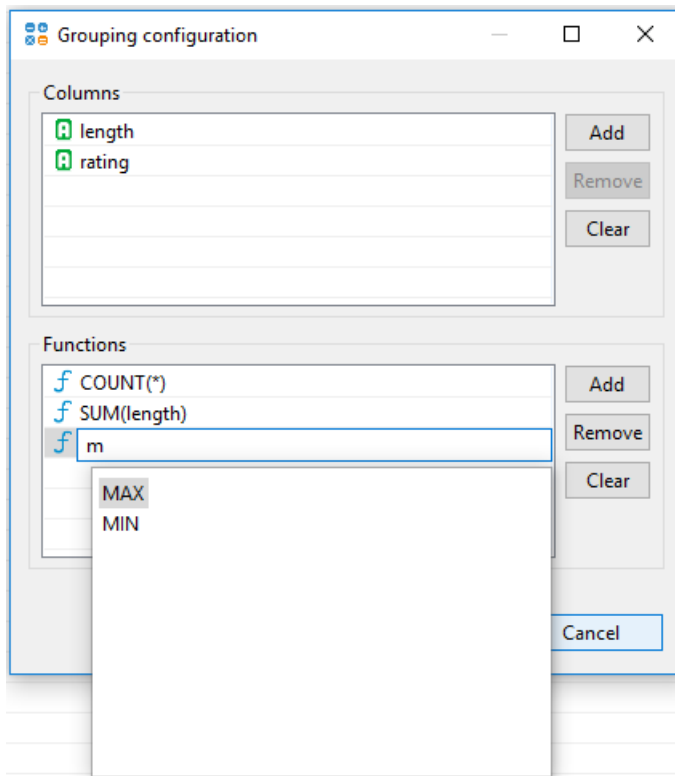 Grouping configuration
Columns
length
Add
rating
Remove
Clear
Functions
COUNT(*)
Add
SUM(length)
Remove
m
Clear
MAX
MIN
Cancel